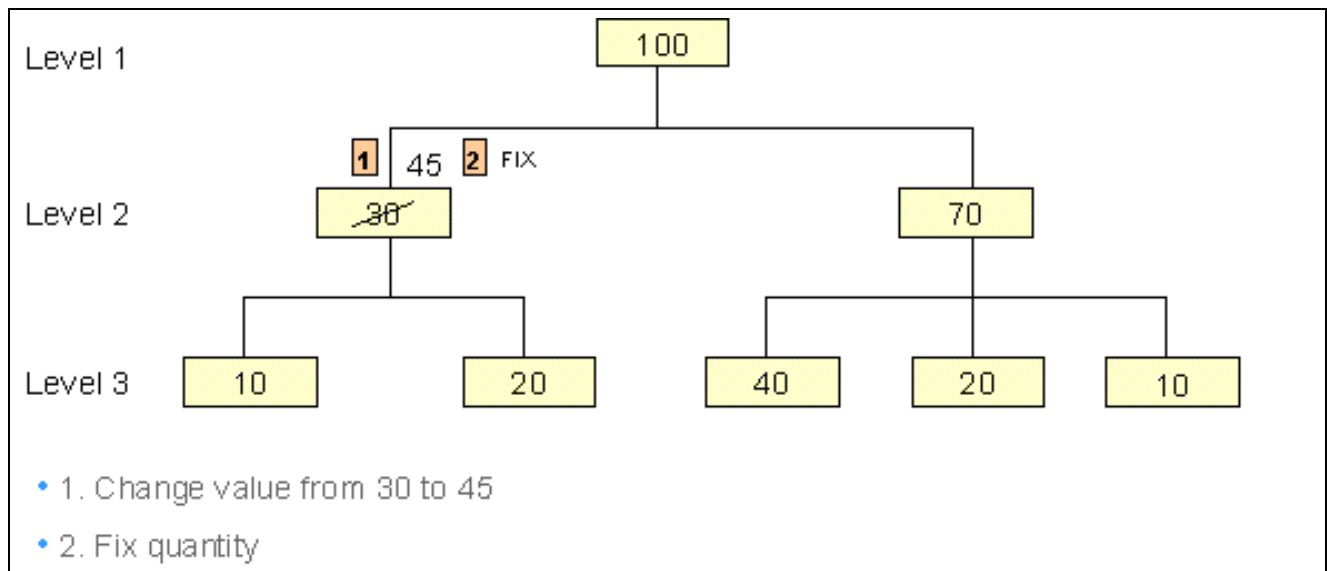 Level 1
100
1 45 2 FIX
Level 2
30
70
Level 3
10
20
40
20
10
• 1. Change value from 30 to 45
• 2. Fix quantity